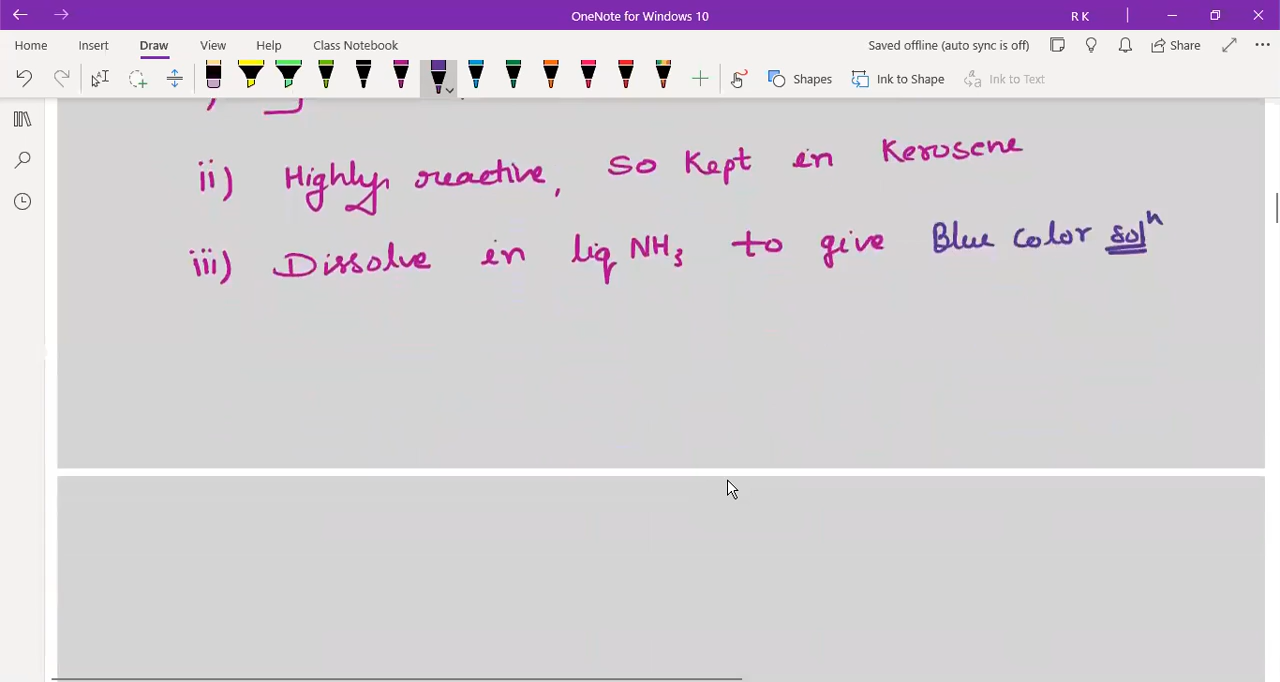 OneNote for Windows 10
R K
Home Insert Draw View Help Class Notebook
Saved offline (auto sync is off) Share
Shapes Ink to Shape Ink to Text
ii) Highly reactive, so kept in Kerosene
iii) Dissolve in liq NH₃ to give Blue color solⁿ